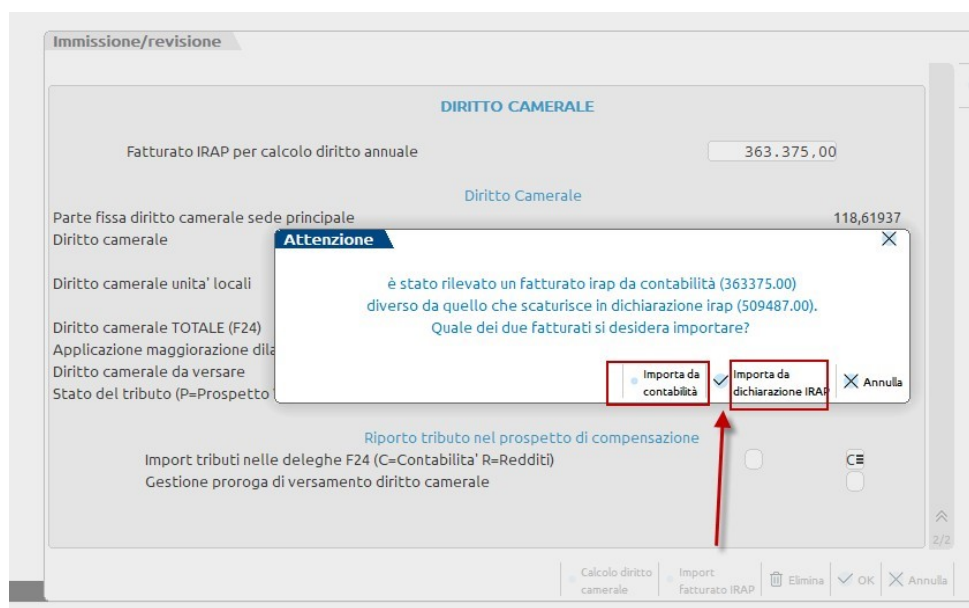 Immissione/revisione
DIRITTO CAMERALE
Fatturato IRAP per calcolo diritto annuale 363.375,00
Diritto Camerale
Parte fissa diritto camerale sede principale 118,61937
Diritto camerale
Attenzione
Diritto camerale unita' locali
è stato rilevato un fatturato irap da contabilità (363375.00)
diverso da quello che scaturisce in dichiarazione irap (509487.00).
Quale dei due fatturati si desidera importare?
Diritto camerale TOTALE (F24)
Applicazione maggiorazione dila
Diritto camerale da versare
Stato del tributo (P=Prospetto
Importa da contabilità
Importa da dichiarazione IRAP
Annulla
Riporto tributo nel prospetto di compensazione
Import tributi nelle deleghe F24 (C=Contabilita' R=Redditi) C
Gestione proroga di versamento diritto camerale
2/2
Calcolo diritto camerale
Import fatturato IRAP
Elimina
OK
Annulla